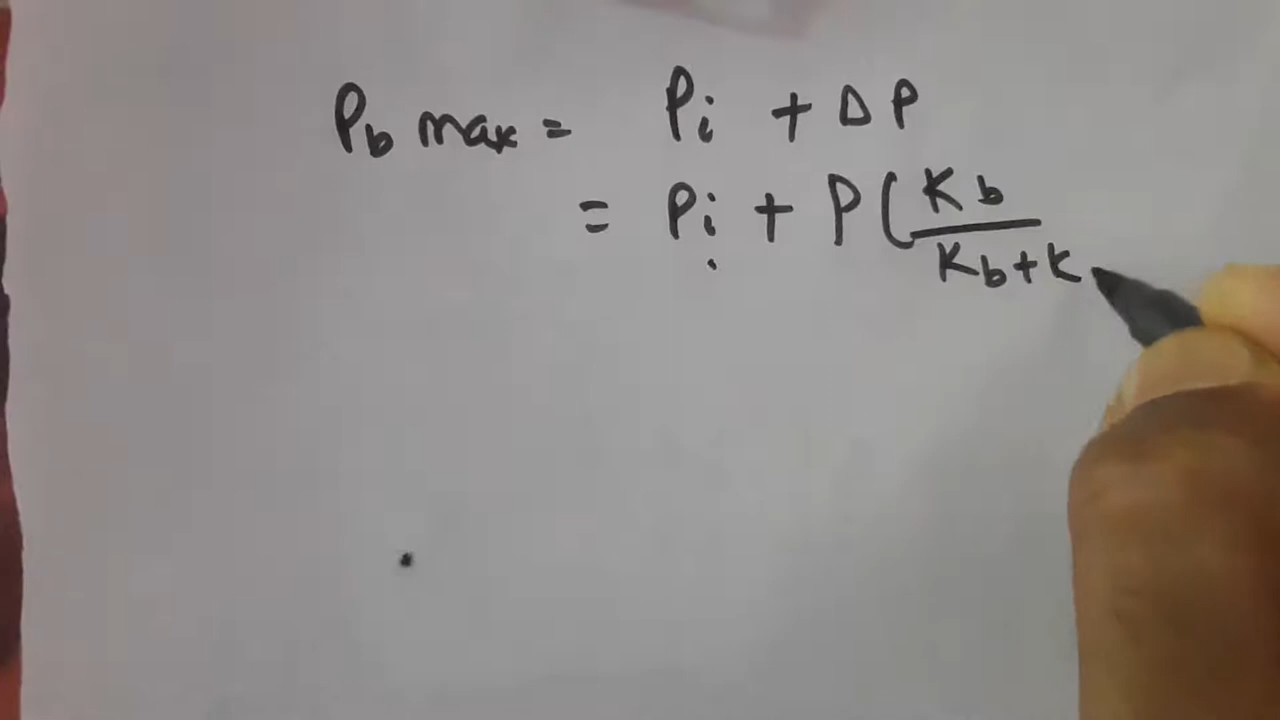 Pb max = Pi + ΔP
= Pi + P(Kb/Kb+K